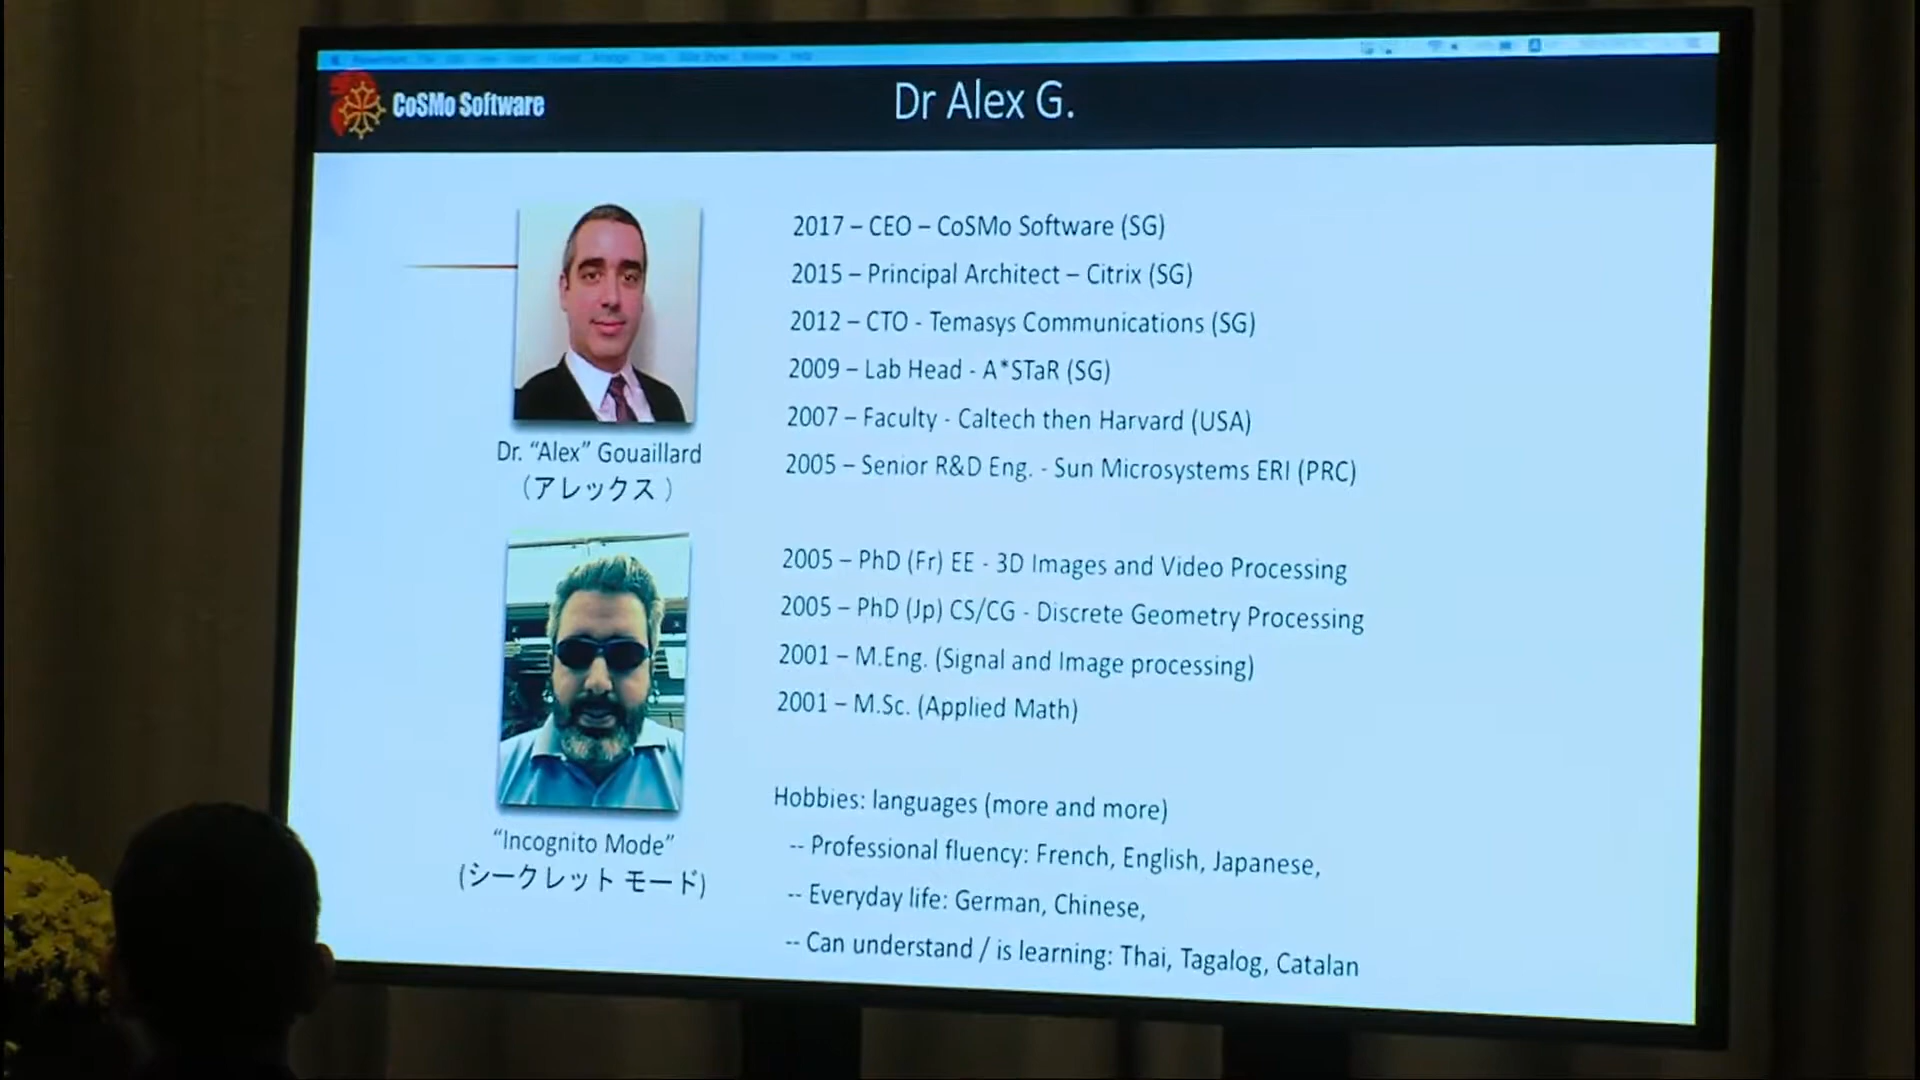 CoSMo Software
Dr Alex G.
Dr. “Alex” Gouaillard
(アレックス)
“Incognito Mode”
(シークレット モード)
2017 – CEO – CoSMo Software (SG)
2015 – Principal Architect – Citrix (SG)
2012 – CTO - Temasys Communications (SG)
2009 – Lab Head - A*STaR (SG)
2007 – Faculty - Caltech then Harvard (USA)
2005 – Senior R&D Eng. - Sun Microsystems ERI (PRC)
2005 – PhD (Fr) EE - 3D Images and Video Processing
2005 – PhD (Jp) CS/CG - Discrete Geometry Processing
2001 – M.Eng. (Signal and Image processing)
2001 – M.Sc. (Applied Math)
Hobbies: languages (more and more)
-- Professional fluency: French, English, Japanese,
-- Everyday life: German, Chinese,
-- Can understand / is learning: Thai, Tagalog, Catalan